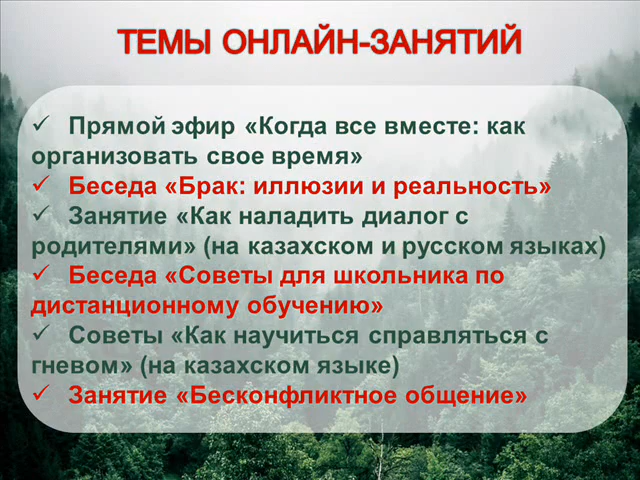 ТЕМЫ ОНЛАЙН-ЗАНЯТИЙ
✓ Прямой эфир «Когда все вместе: как
организовать свое время»
✓ Беседа «Брак: иллюзии и реальность»
✓ Занятие «Как наладить диалог с
родителями» (на казахском и русском языках)
✓ Беседа «Советы для школьника по
дистанционному обучению»
✓ Советы «Как научиться справляться с
гневом» (на казахском языке)
✓ Занятие «Бесконфликтное общение»